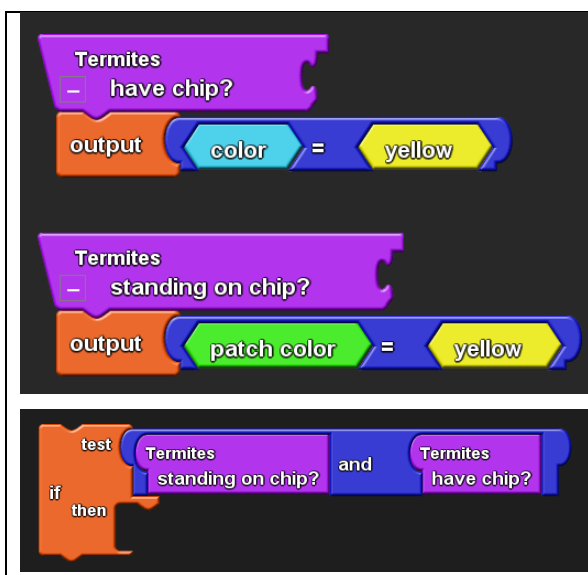 Termites
– have chip?
output color = yellow
Termites
– standing on chip?
output patch color = yellow
test Termites standing on chip? and Termites have chip?
if
then